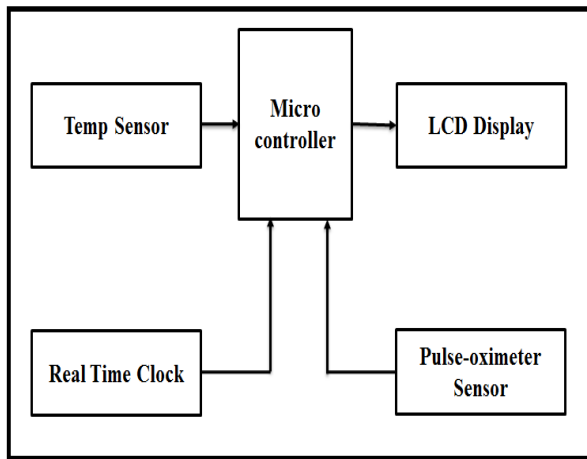 Temp Sensor
Micro
controller
LCD Display
Real Time Clock
Pulse-oximeter
Sensor